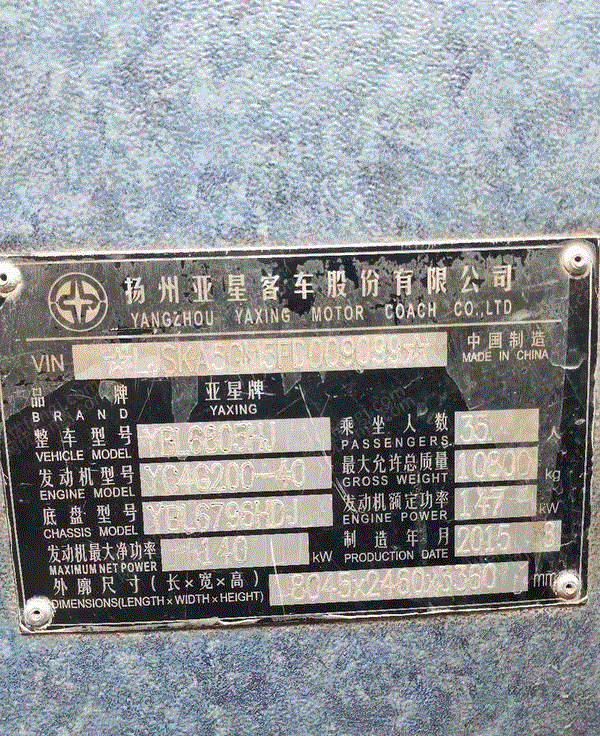 扬州亚星客车股份有限公司
YANGZHOU YAXING MOTOR COACH CO.,LTD
中国制造
MADE IN CHINA
VIN
品牌 亚星牌
BRAND YAXING
整车型号
VEHICLE MODEL
乘坐人数 35 人
PASSENGERS
发动机型号 YC4G200-40
ENGINE MODEL
最大允许总质量 10800 kg
GROSS WEIGHT
底盘型号 YBL6796HDJ
CHASSIS MODEL
发动机额定功率 147 kW
ENGINE POWER
发动机最大净功率 140 kW
MAXIMUM NET POWER
制造年月 2015
PRODUCTION DATE
外廓尺寸(长×宽×高) mm
DIMENSIONS(LENGTH x WIDTH x HEIGHT)